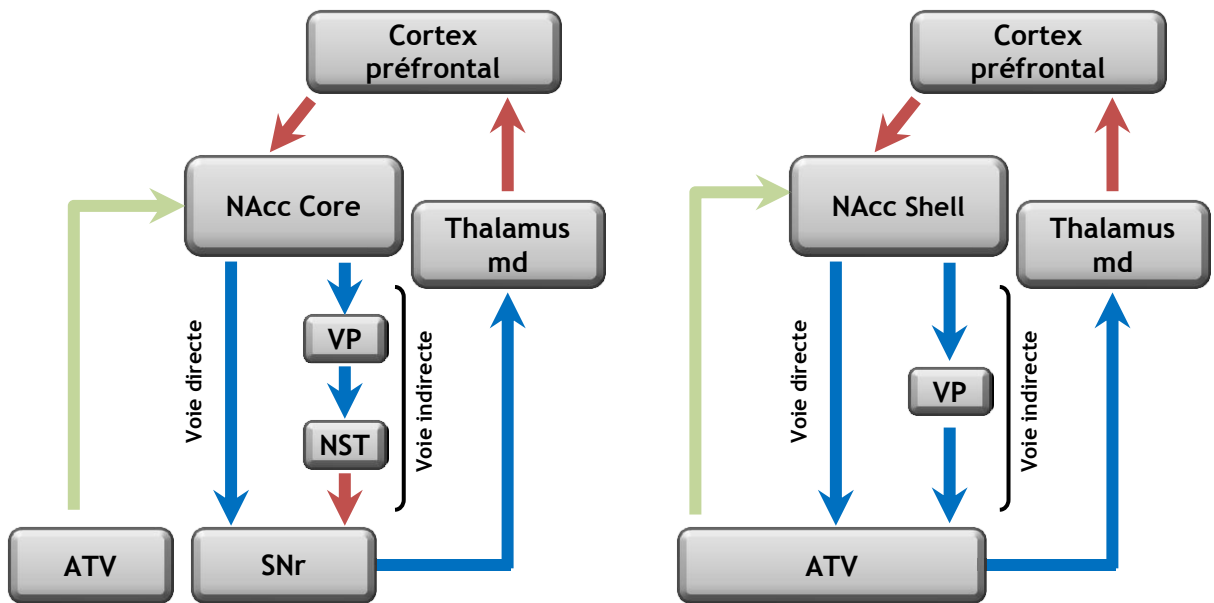 Cortex
préfrontal
NAcc Core
Thalamus
md
Voie directe
VP
NST
Voie indirecte
ATV
SNr
Cortex
préfrontal
NAcc Shell
Thalamus
md
Voie directe
VP
Voie indirecte
ATV